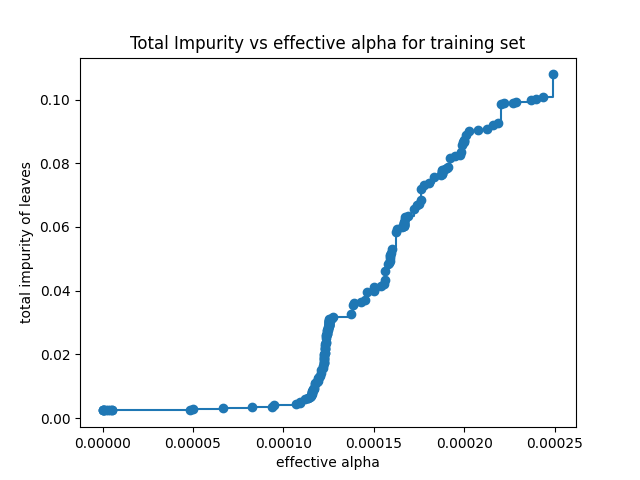 Total Impurity vs effective alpha for training set
total impurity of leaves
0.10
0.08
0.06
0.04
0.02
0.00
0.00000 0.00005 0.00010 0.00015 0.00020 0.00025
effective alpha